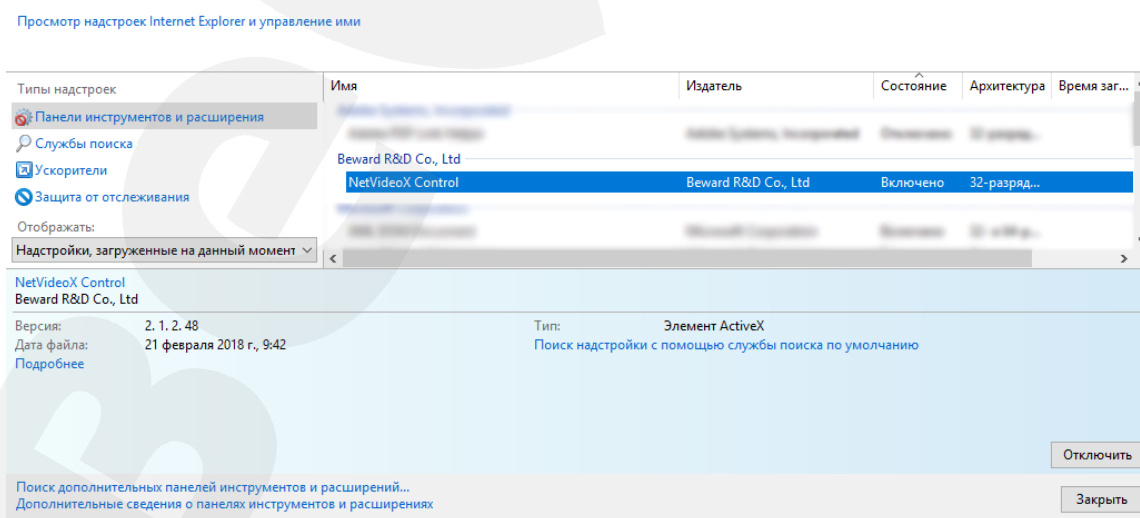 Просмотр надстроек Internet Explorer и управление ими
Типы надстроек
Панели инструментов и расширения
Службы поиска
Ускорители
Защита от отслеживания
Отображать:
Надстройки, загруженные на данный момент
Имя Издатель Состояние Архитектура Время заг...
Beward R&D Co., Ltd
NetVideoX Control Beward R&D Co., Ltd Включено 32-разряд...
NetVideoX Control
Beward R&D Co., Ltd
Версия: 2. 1. 2. 48 Тип: Элемент ActiveX
Дата файла: 21 февраля 2018 г., 9:42 Поиск надстройки с помощью службы поиска по умолчанию
Подробнее
Отключить
Поиск дополнительных панелей инструментов и расширений...
Дополнительные сведения о панелях инструментов и расширениях
Закрыть